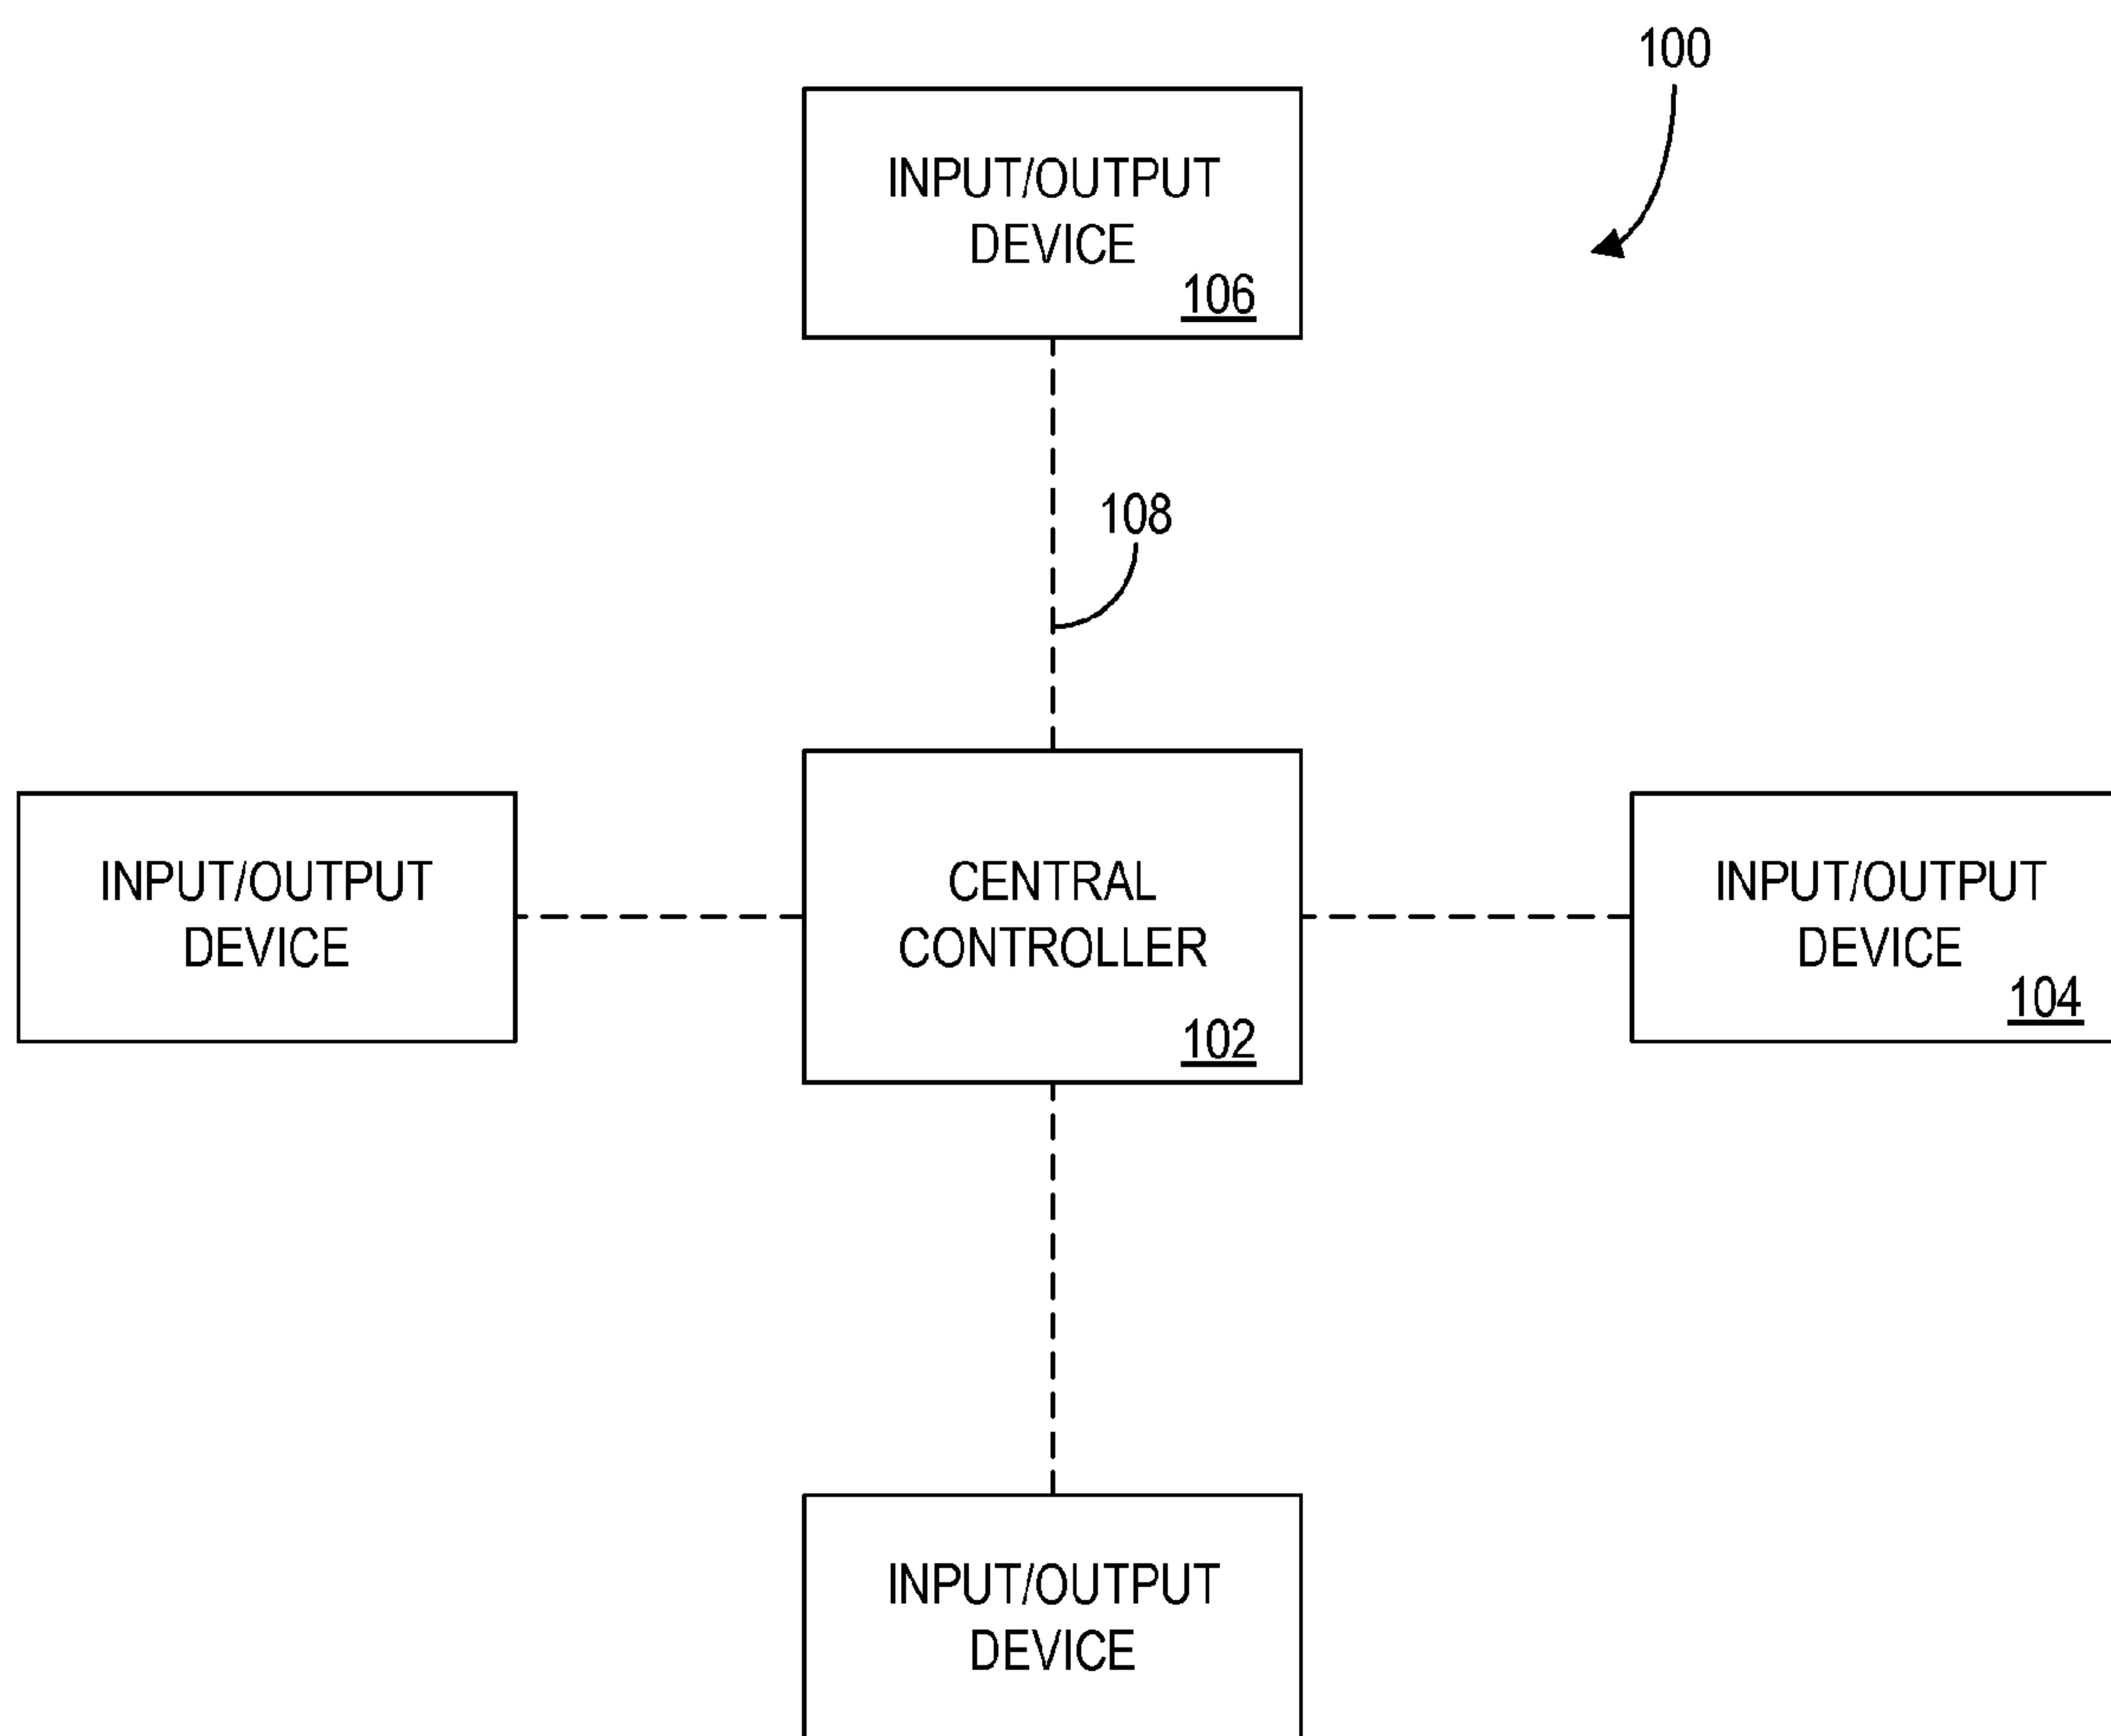 100
INPUT/OUTPUT
DEVICE
106
108
INPUT/OUTPUT
DEVICE
CENTRAL
CONTROLLER
102
INPUT/OUTPUT
DEVICE
104
INPUT/OUTPUT
DEVICE